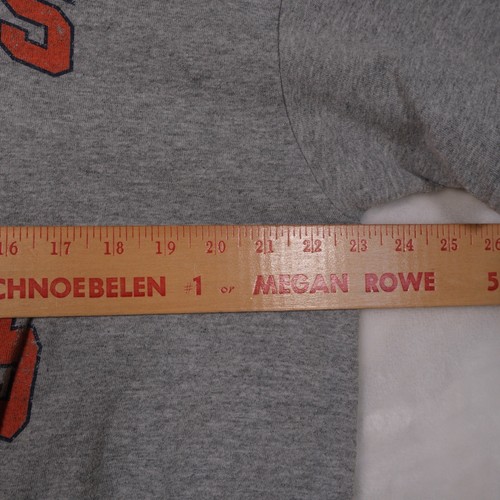 16 17 18 19 20 21 22 23 24 25 26
CHNOEBELEN #1 or MEGAN ROWE 5